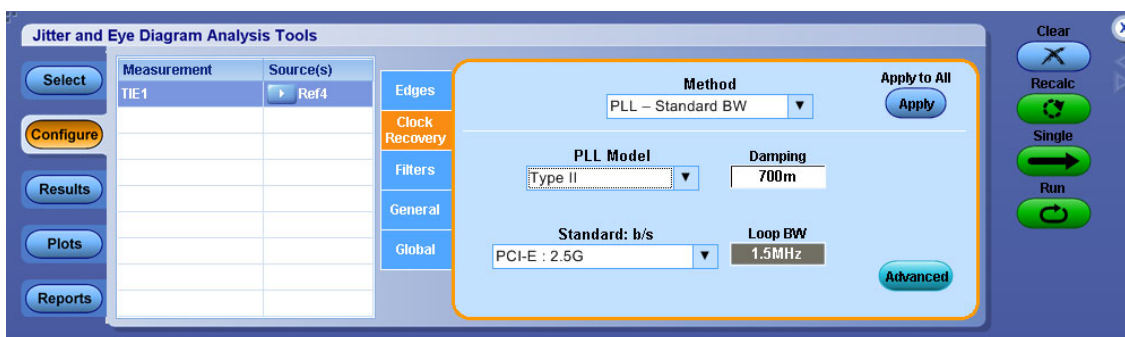 Jitter and Eye Diagram Analysis Tools
Select
Configure
Results
Plots
Reports
Measurement Source(s)
TIE1 Ref4
Edges
Clock
Recovery
Filters
General
Global
Method
PLL – Standard BW
Apply to All
Apply
PLL Model
Type II
Damping
700m
Standard: b/s
PCI-E : 2.5G
Loop BW
1.5MHz
Advanced
Clear
Recalc
Single
Run